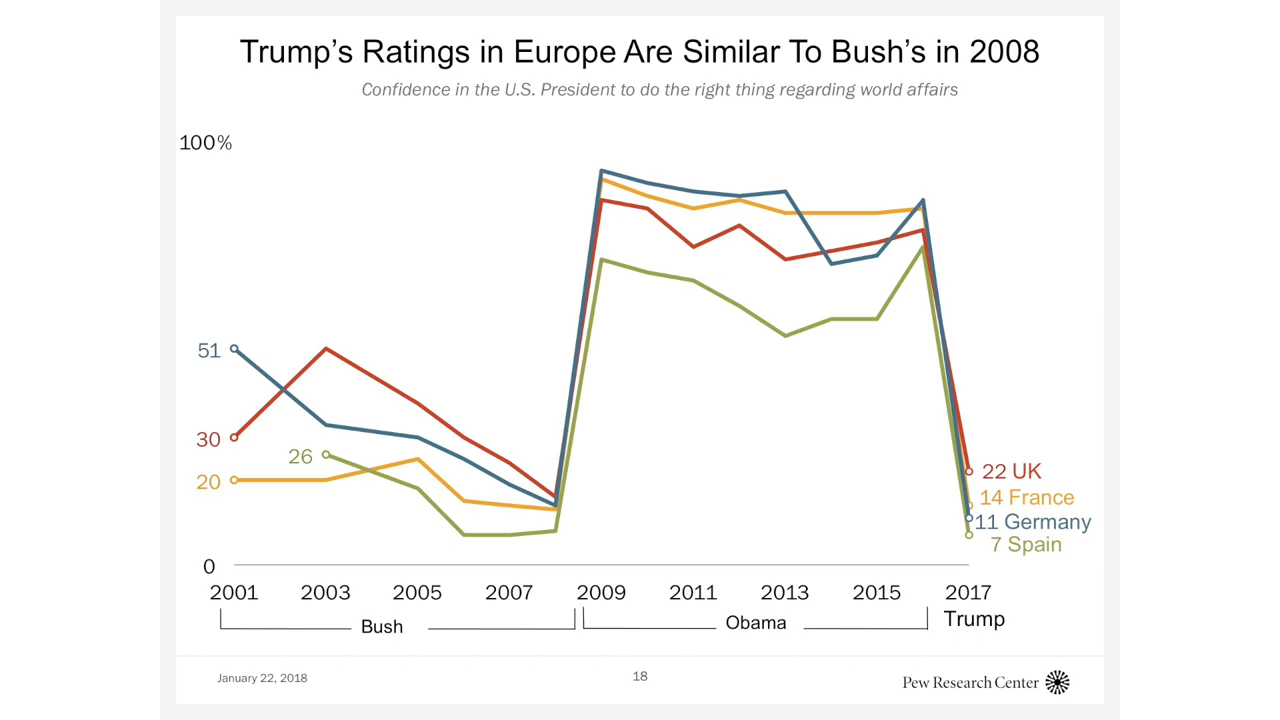 Trump’s Ratings in Europe Are Similar To Bush’s in 2008
Confidence in the U.S. President to do the right thing regarding world affairs
100%
51
30
26
20
22 UK
14 France
11 Germany
7 Spain
0
2001 2003 2005 2007 2009 2011 2013 2015 2017
Bush Obama Trump
January 22, 2018 18 Pew Research Center